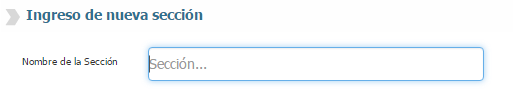 Ingreso de nueva sección
Nombre de la Sección
Sección...